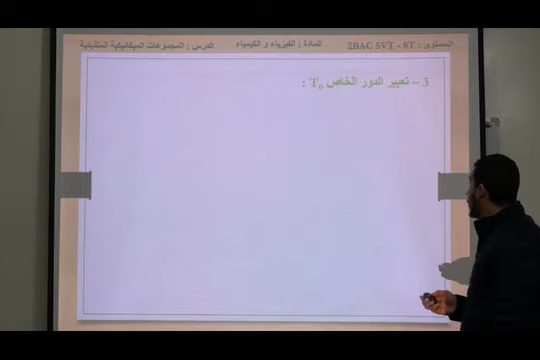 المستوى : 2BAC SVT - ST
المادة : الفيزياء و الكيمياء
الدرس : المجموعات الميكانيكية المتذبذبة
3 – تعبير الدور الخاص T₀ :